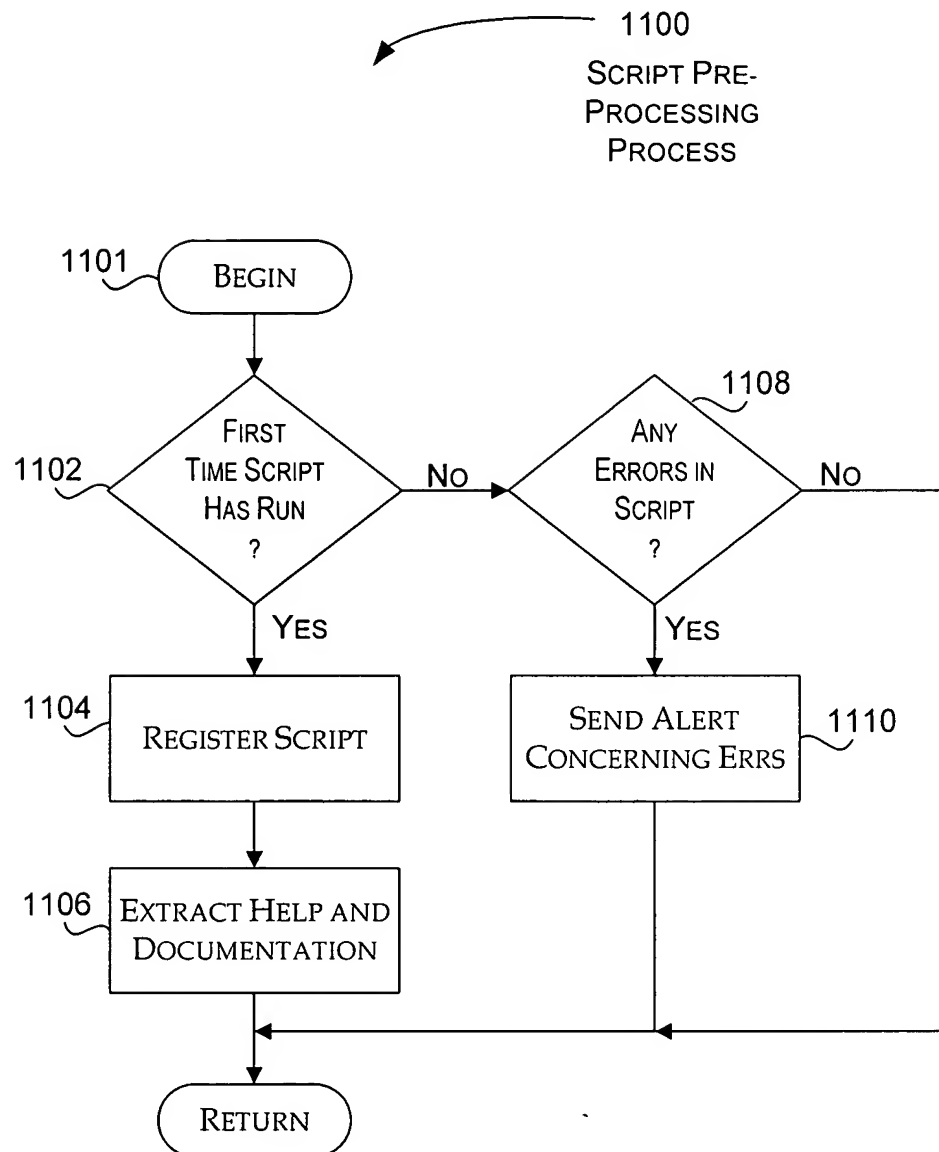 1100
SCRIPT PRE-
PROCESSING
PROCESS
1101
BEGIN
1102
FIRST
TIME SCRIPT
HAS RUN
?
NO
YES
1108
ANY
ERRORS IN
SCRIPT
?
NO
YES
1104
REGISTER SCRIPT
SEND ALERT
CONCERNING ERRS
1110
1106
EXTRACT HELP AND
DOCUMENTATION
RETURN